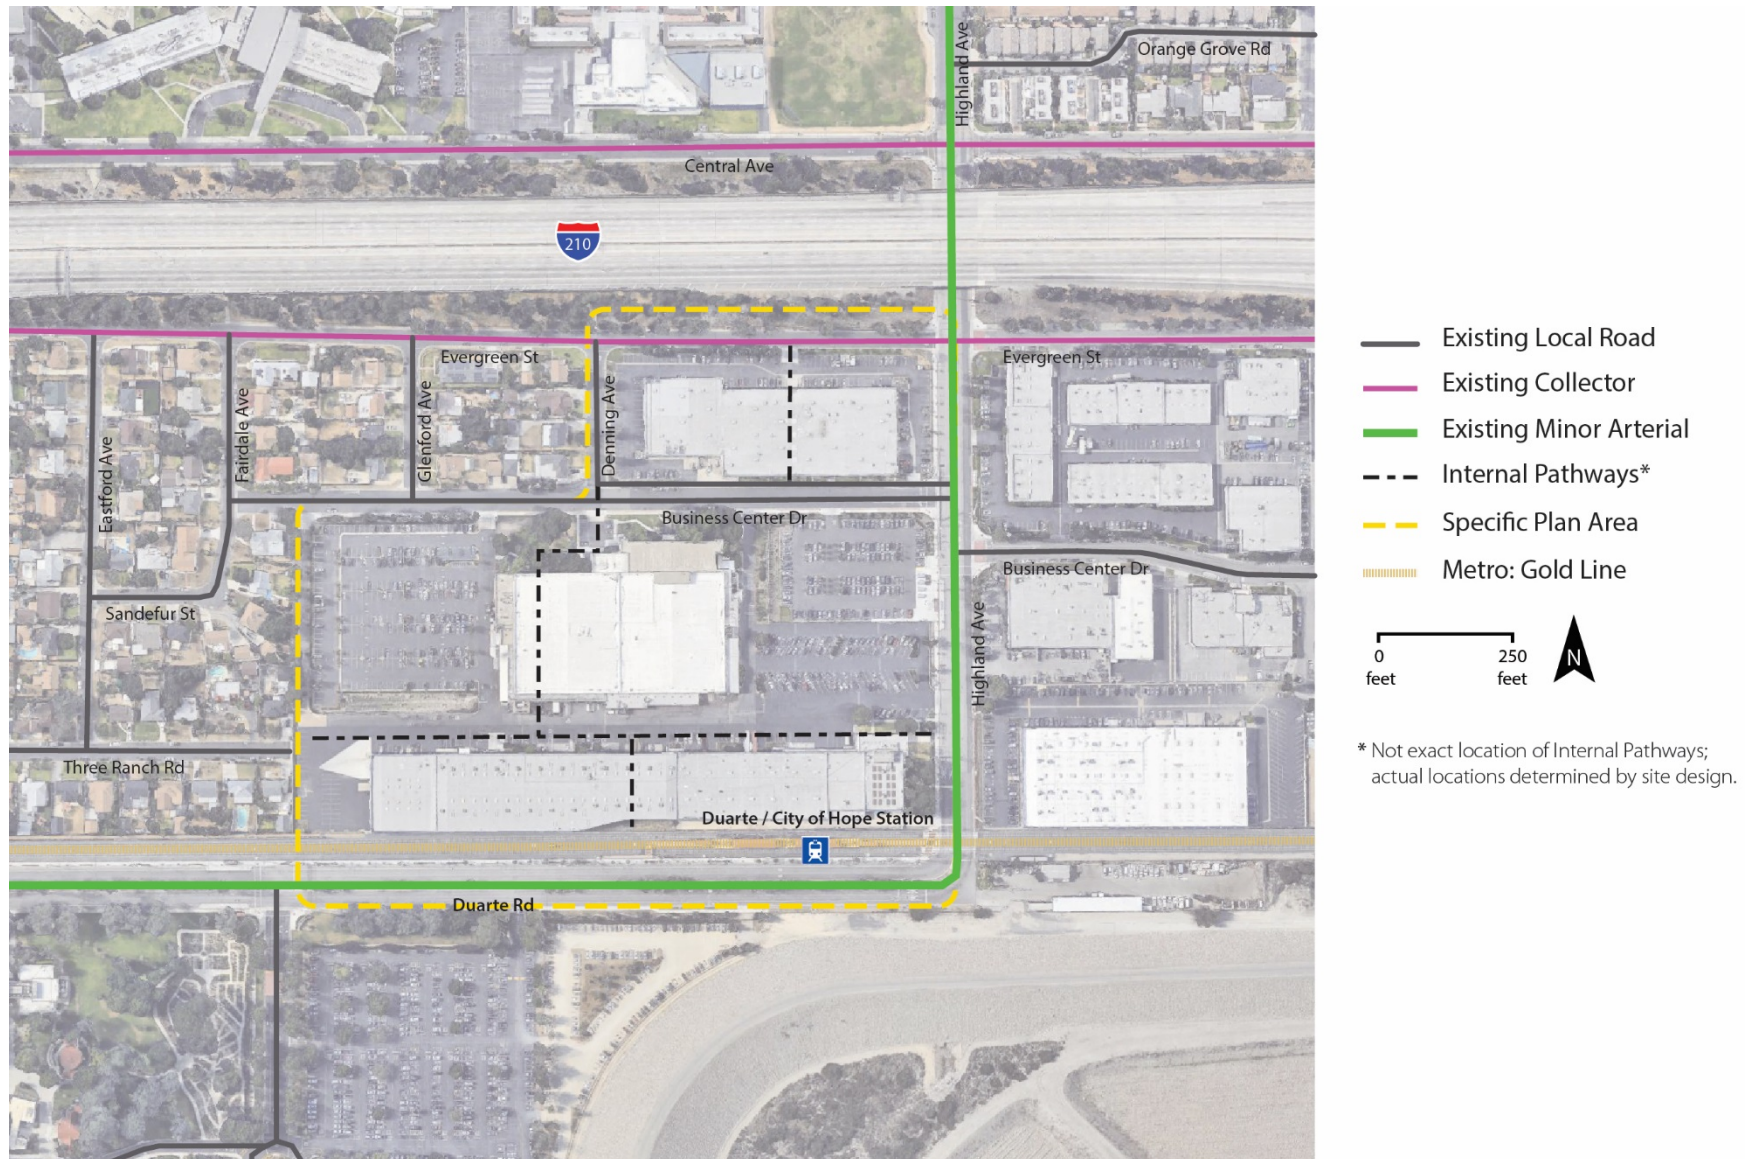 Highland Ave
Orange Grove Rd
Central Ave
210
Evergreen St
Evergreen St
Eastford Ave
Fairdale Ave
Glenford Ave
Denning Ave
Business Center Dr
Business Center Dr
Sandefur St
Highland Ave
Three Ranch Rd
Duarte / City of Hope Station
Duarte Rd
Existing Local Road
Existing Collector
Existing Minor Arterial
Internal Pathways*
Specific Plan Area
Metro: Gold Line
0
feet
250
feet
N
* Not exact location of Internal Pathways;
actual locations determined by site design.